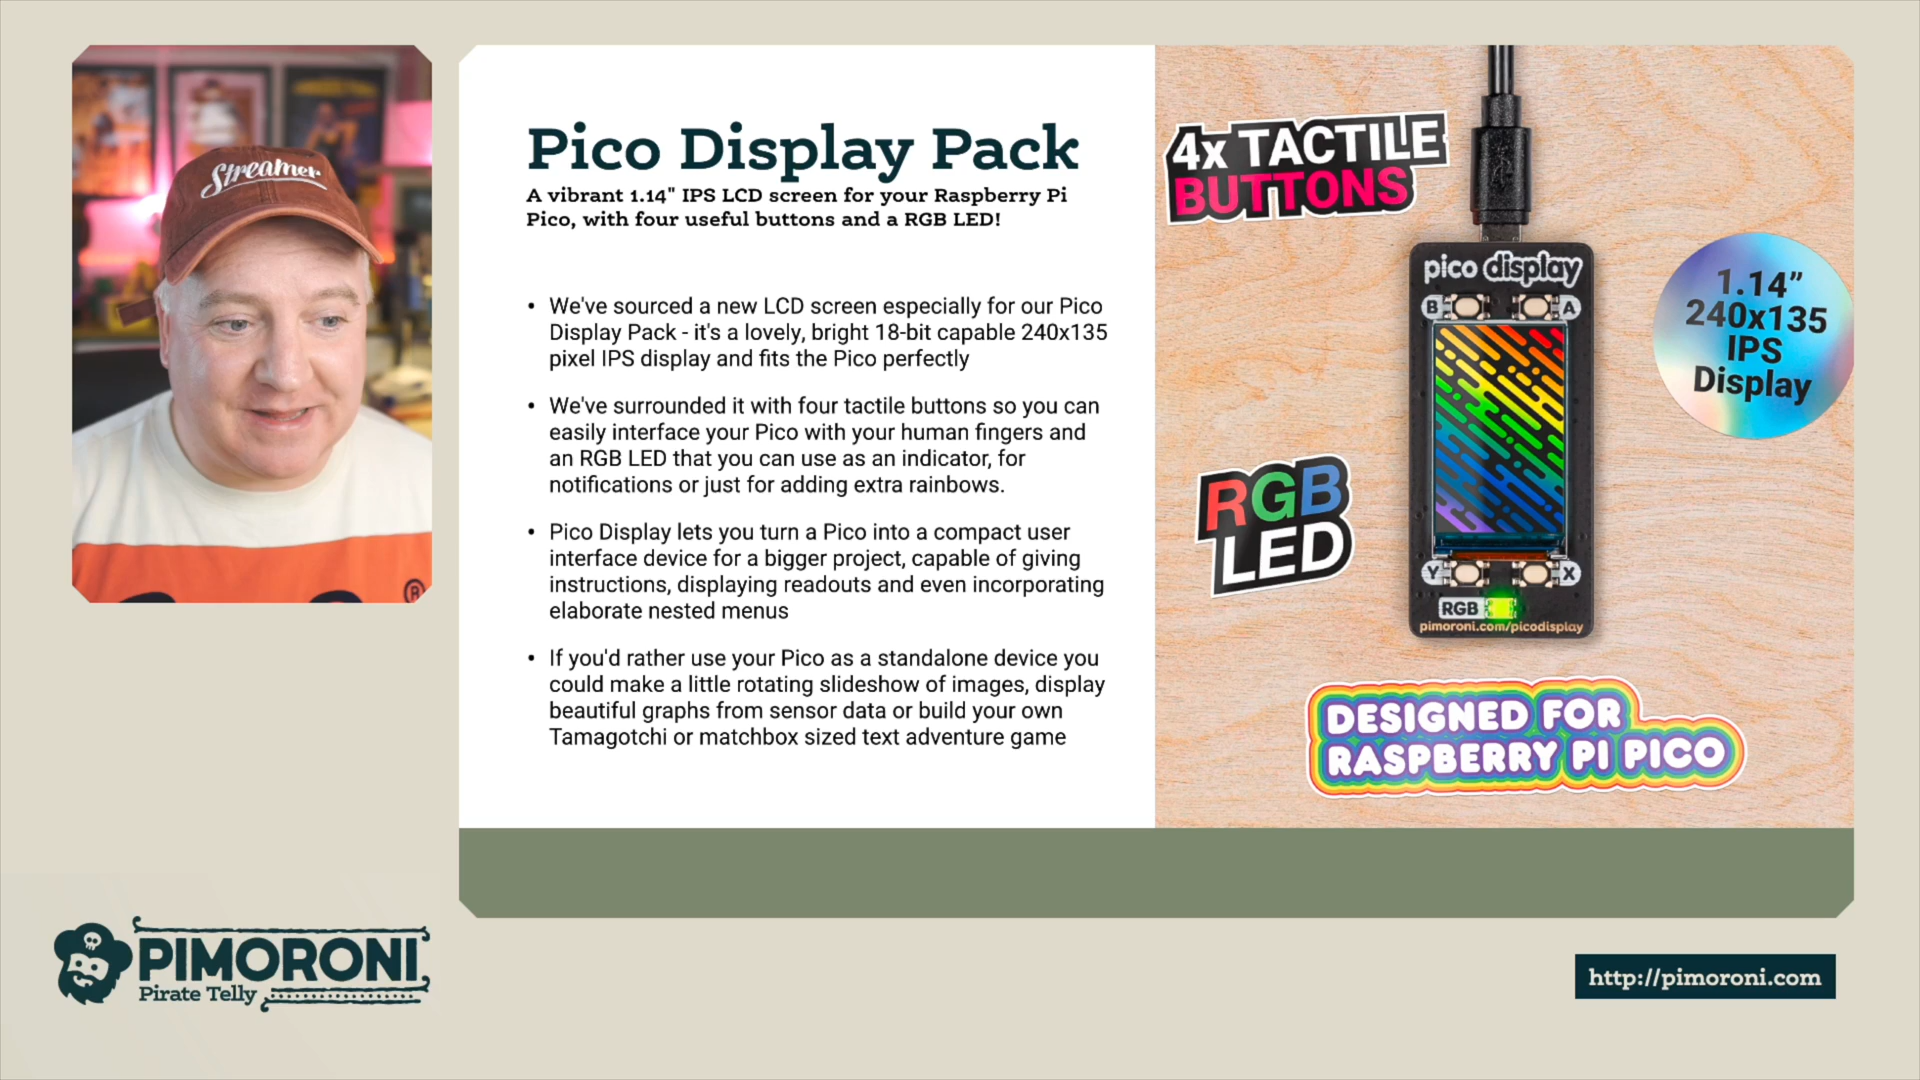 Streamer
®
Pico Display Pack
A vibrant 1.14" IPS LCD screen for your Raspberry Pi
Pico, with four useful buttons and a RGB LED!
• We've sourced a new LCD screen especially for our Pico
Display Pack - it's a lovely, bright 18-bit capable 240x135
pixel IPS display and fits the Pico perfectly
• We've surrounded it with four tactile buttons so you can
easily interface your Pico with your human fingers and
an RGB LED that you can use as an indicator, for
notifications or just for adding extra rainbows.
• Pico Display lets you turn a Pico into a compact user
interface device for a bigger project, capable of giving
instructions, displaying readouts and even incorporating
elaborate nested menus
• If you'd rather use your Pico as a standalone device you
could make a little rotating slideshow of images, display
beautiful graphs from sensor data or build your own
Tamagotchi or matchbox sized text adventure game
4x TACTILE
BUTTONS
pico display
B A
1.14”
240x135
IPS
Display
RGB
LED
Y X
RGB
pimoroni.com/picodisplay
DESIGNED FOR
RASPBERRY PI PICO
PIMORONI
Pirate Telly
http://pimoroni.com